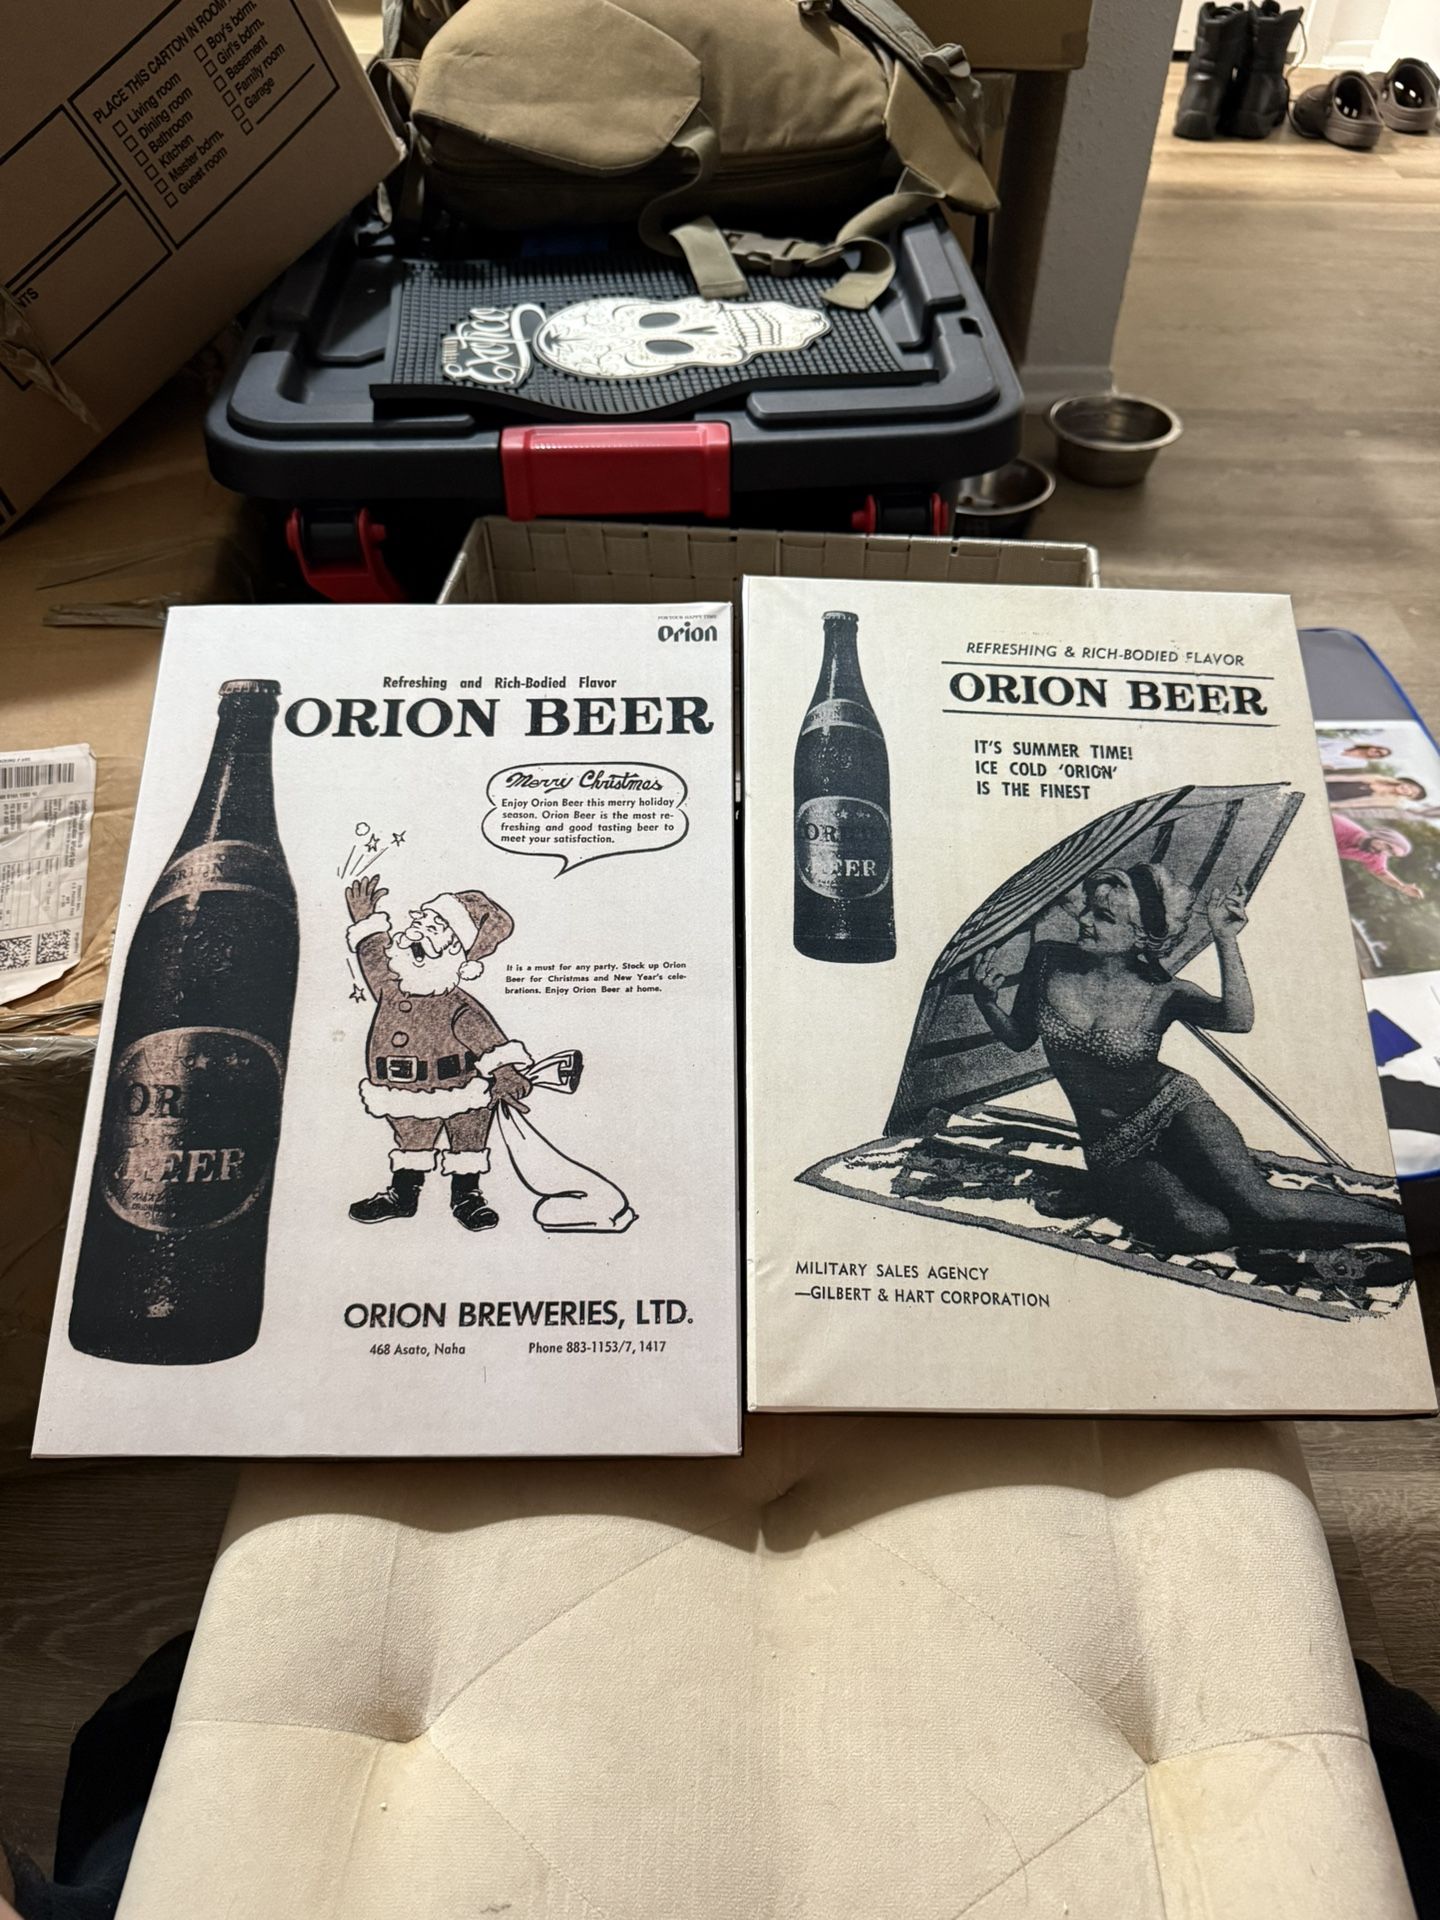 PLACE THIS CARTON IN ROOM
Living room
Dining room
Bathroom
Kitchen
Master bdrm.
Guest room
Boy's bdrm.
Girl's bdrm.
Basement
Family room
Garage
Exotico
FOR YOUR HAPPY TIME
Orion
Refreshing and Rich-Bodied Flavor
ORION BEER
Merry Christmas
Enjoy Orion Beer this merry holiday
season. Orion Beer is the most re-
freshing and good tasting beer to
meet your satisfaction.
It is a must for any party. Stock up Orion
Beer for Christmas and New Year's cele-
brations. Enjoy Orion Beer at home.
ORION
BEER
ORION BREWERIES, LTD.
468 Asato, Naha Phone 883-1153/7, 1417
REFRESHING & RICH-BODIED FLAVOR
ORION BEER
IT'S SUMMER TIME!
ICE COLD 'ORION'
IS THE FINEST
ORION
BEER
MILITARY SALES AGENCY
—GILBERT & HART CORPORATION